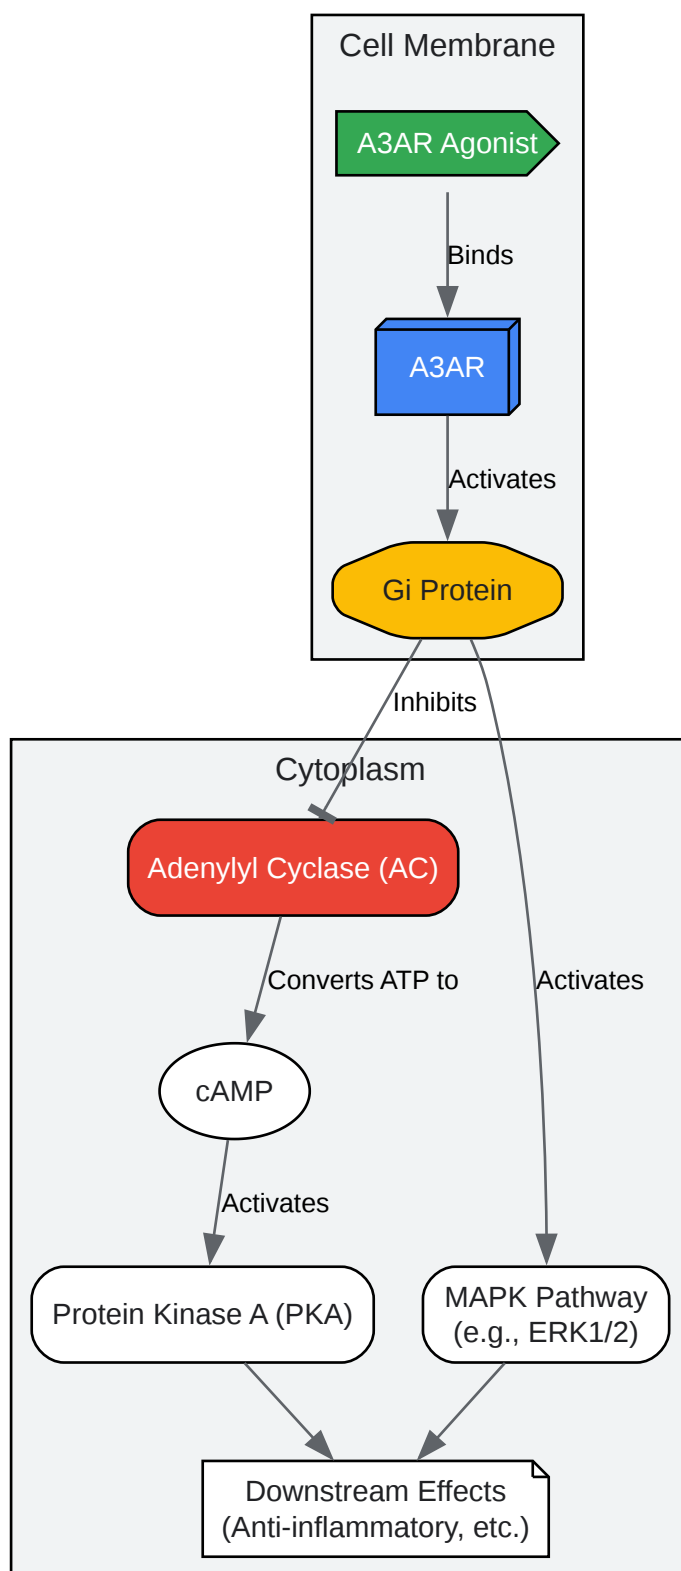 Cell Membrane
A3AR Agonist
Binds
A3AR
Activates
Gi Protein
Inhibits
Cytoplasm
Adenylyl Cyclase (AC)
Converts ATP to
Activates
cAMP
Activates
Protein Kinase A (PKA)
MAPK Pathway
(e.g., ERK1/2)
Downstream Effects
(Anti-inflammatory, etc.)